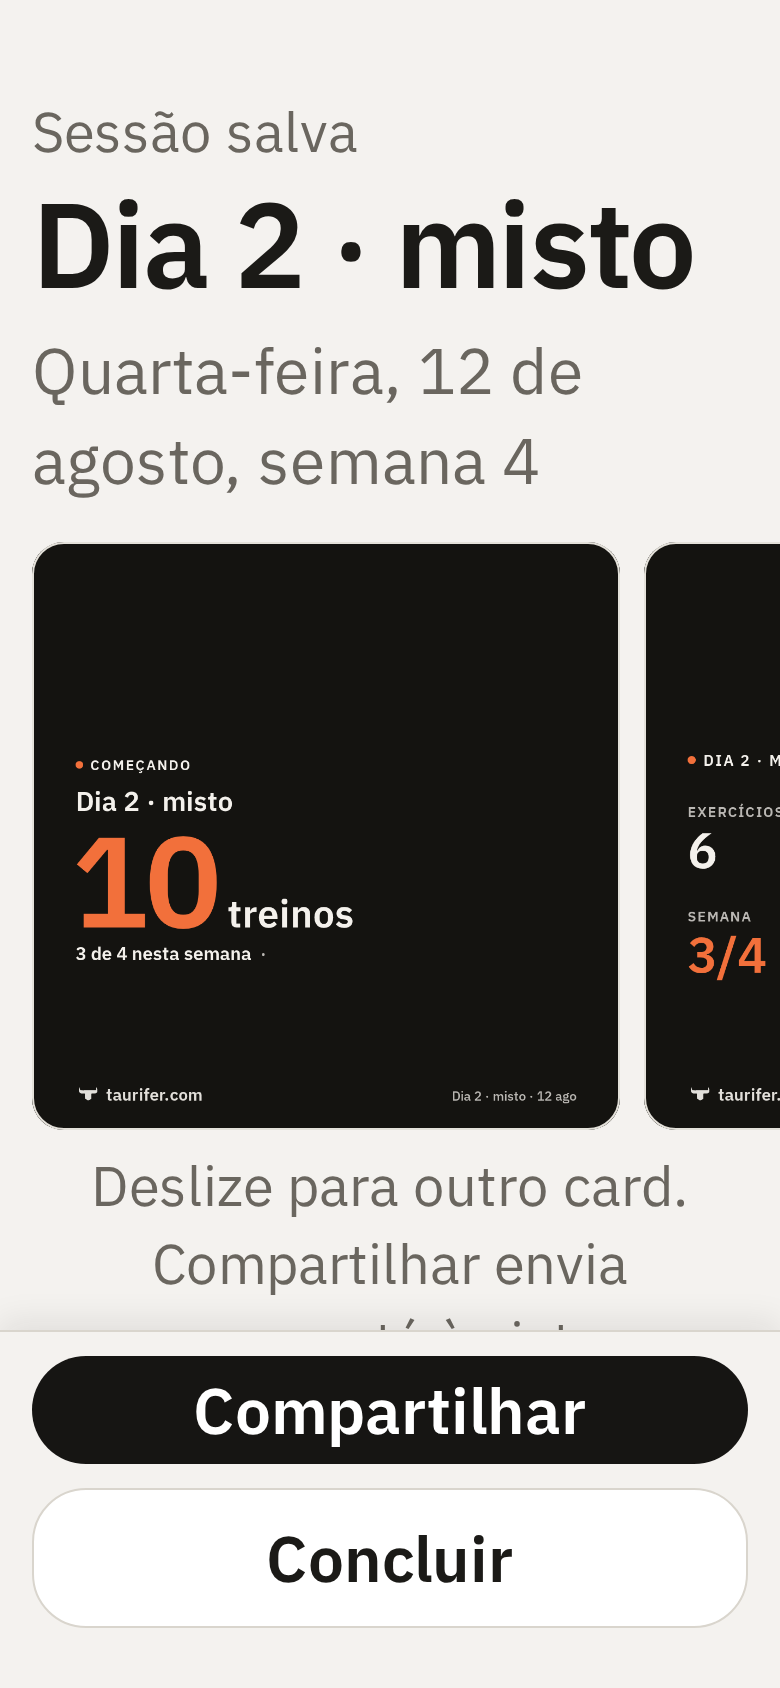 Sessão salva
Dia 2 · misto
Quarta-feira, 12 de
agosto, semana 4
COMEÇANDO
Dia 2 · misto
10 treinos
3 de 4 nesta semana ·
taurifer.com
Dia 2 · misto · 12 ago
DIA 2 · M
EXERCÍCIOS
6
SEMANA
3/4
taurifer.
Deslize para outro card.
Compartilhar envia
Compartilhar
Concluir